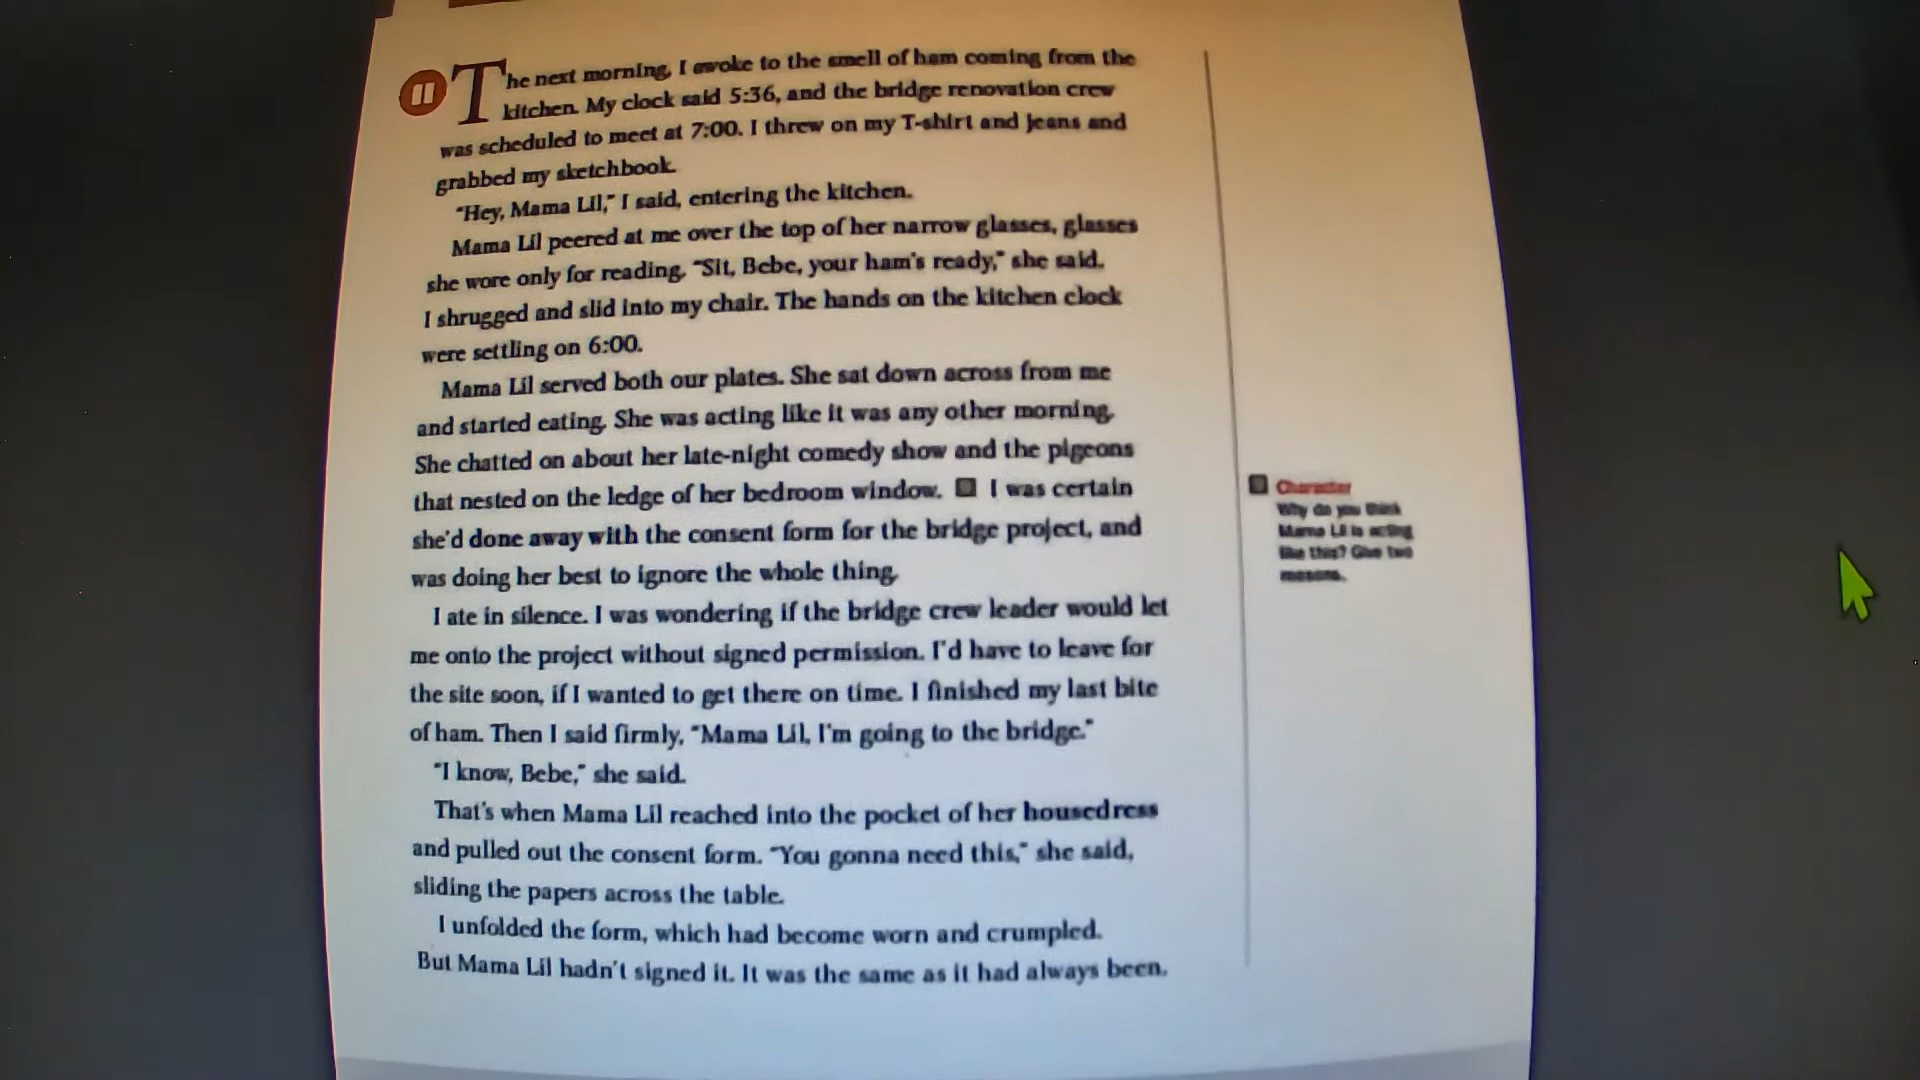 The next morning, I awoke to the smell of ham coming from the
kitchen. My clock said 5:36, and the bridge renovation crew
was scheduled to meet at 7:00. I threw on my T-shirt and jeans and
grabbed my sketchbook.
"Hey, Mama Lil," I said, entering the kitchen.
Mama Lil peered at me over the top of her narrow glasses, glasses
she wore only for reading. "Sit, Bebe, your ham's ready," she said.
I shrugged and slid into my chair. The hands on the kitchen clock
were settling on 6:00.
Mama Lil served both our plates. She sat down across from me
and started eating. She was acting like it was any other morning.
She chatted on about her late-night comedy show and the pigeons
that nested on the ledge of her bedroom window. I was certain
she'd done away with the consent form for the bridge project, and
was doing her best to ignore the whole thing.
I ate in silence. I was wondering if the bridge crew leader would let
me onto the project without signed permission. I'd have to leave for
the site soon, if I wanted to get there on time. I finished my last bite
of ham. Then I said firmly, "Mama Lil, I'm going to the bridge."
"I know, Bebe," she said.
That's when Mama Lil reached into the pocket of her housedress
and pulled out the consent form. "You gonna need this," she said,
sliding the papers across the table.
I unfolded the form, which had become worn and crumpled.
But Mama Lil hadn't signed it. It was the same as it had always been.
Character
Why do you think
Mama Lil is acting
like this? Give two
reasons.